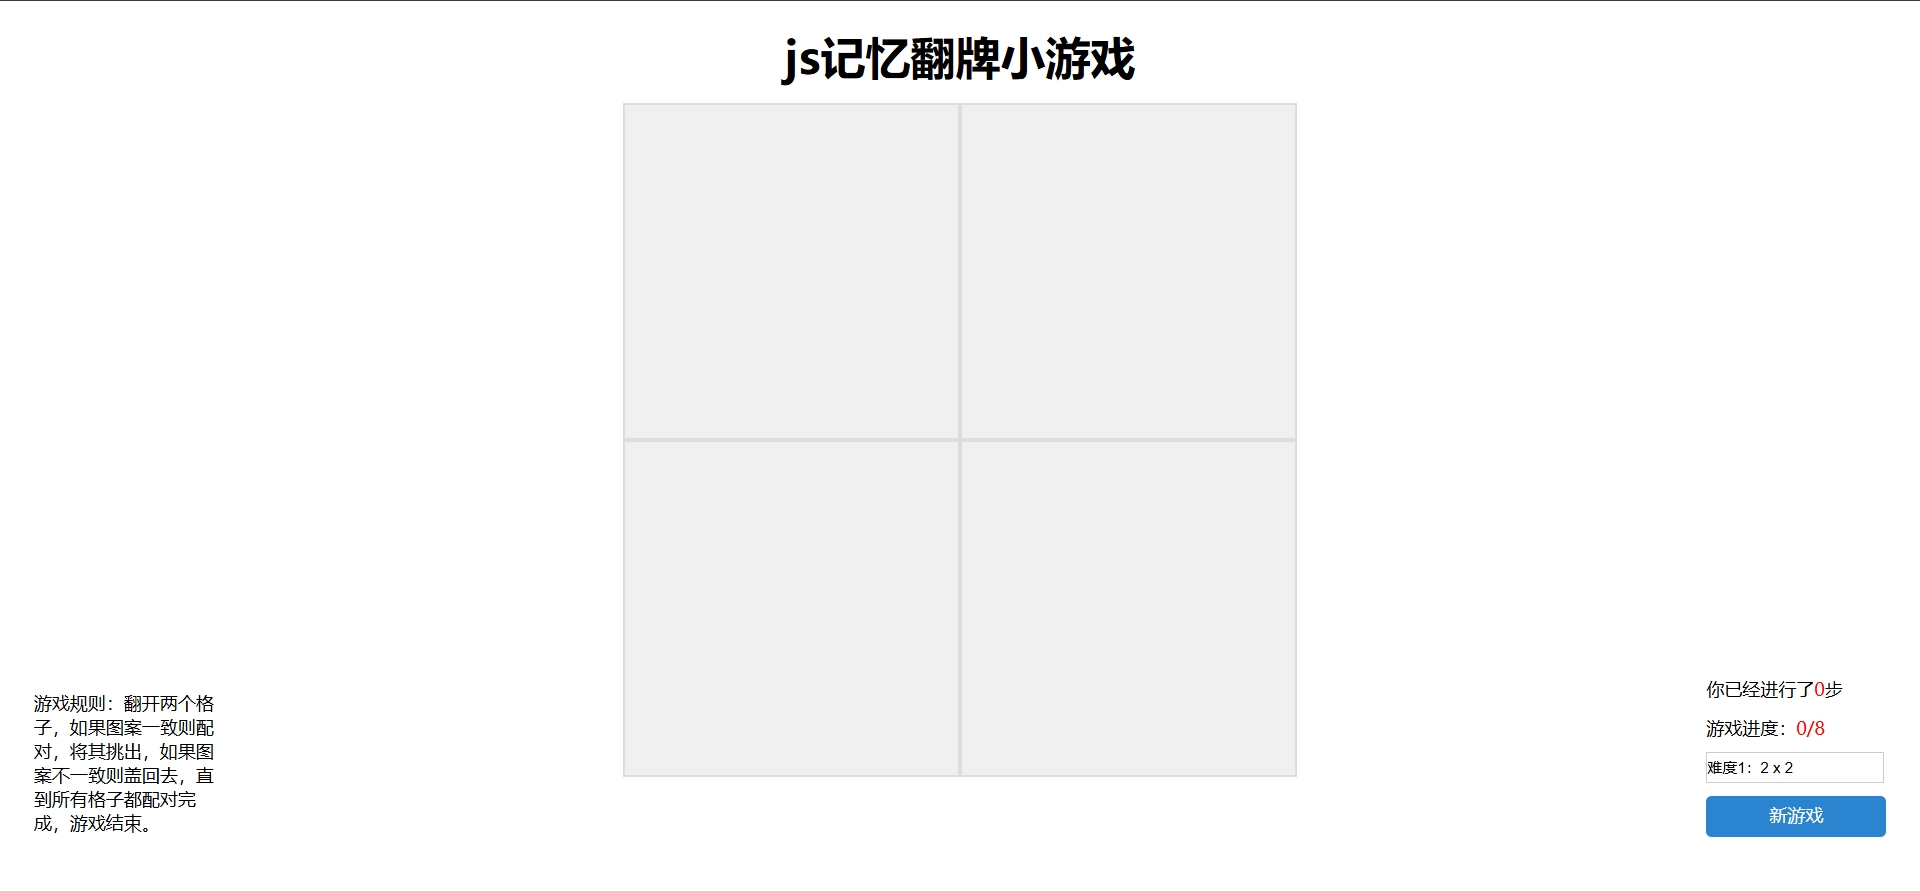 js记忆翻牌小游戏
游戏规则：翻开两个格
子，如果图案一致则配
对，将其挑出，如果图
案不一致则盖回去，直
到所有格子都配对完
成，游戏结束。
你已经进行了0步
游戏进度：0/8
难度1：2 x 2
新游戏